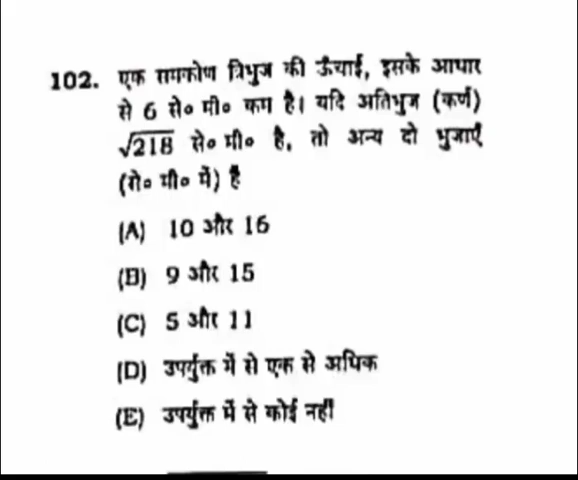 102. एक समकोण त्रिभुज की ऊँचाई, इसके आधार
से 6 से० मी० कम है। यदि अतिभुज (कर्ण)
√218 से० मी० है, तो अन्य दो भुजाएँ
(से० मी० में) है
(A) 10 और 16
(B) 9 और 15
(C) 5 और 11
(D) उपर्युक्त में से एक से अधिक
(E) उपर्युक्त में से कोई नहीं